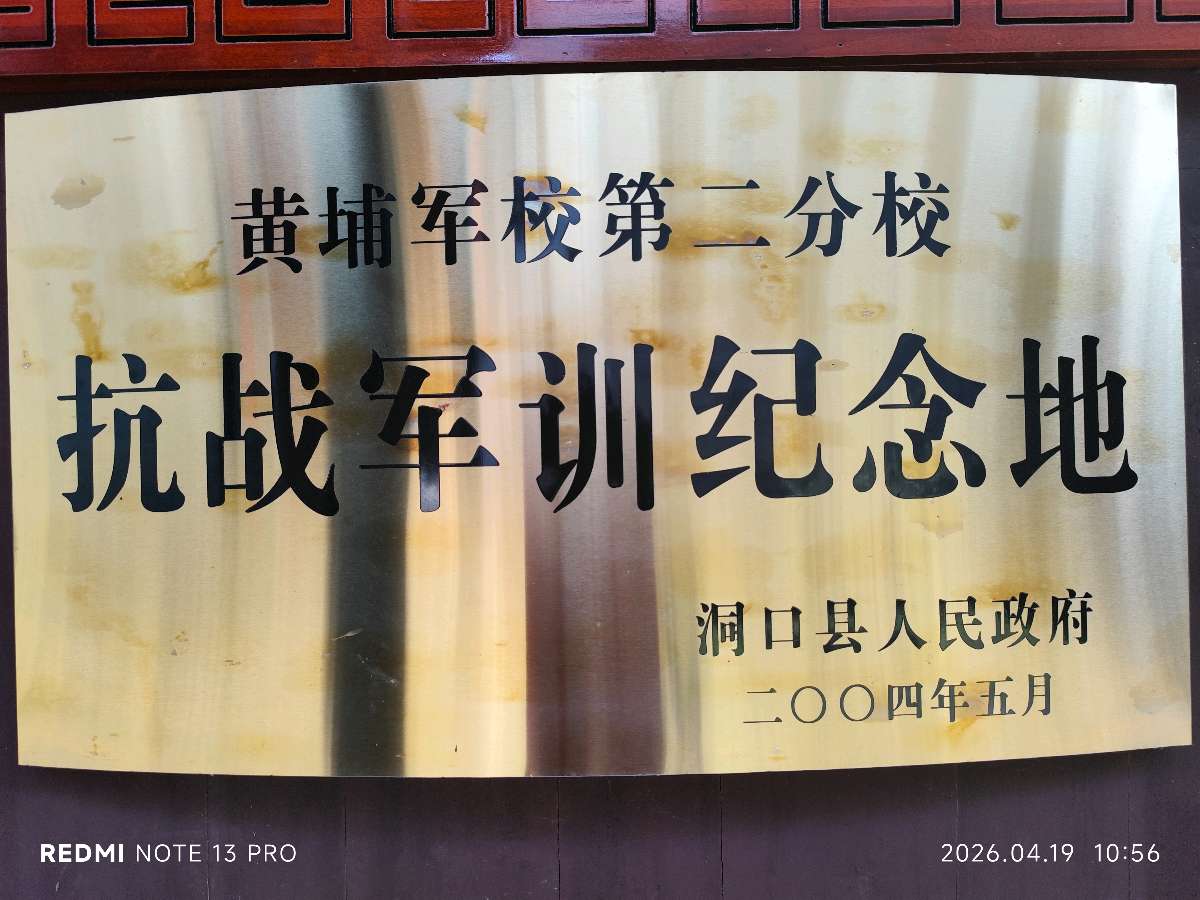 黄埔军校第二分校
抗战军训纪念地
洞口县人民政府
二〇〇四年五月
REDMI NOTE 13 PRO
2026.04.19 10:56